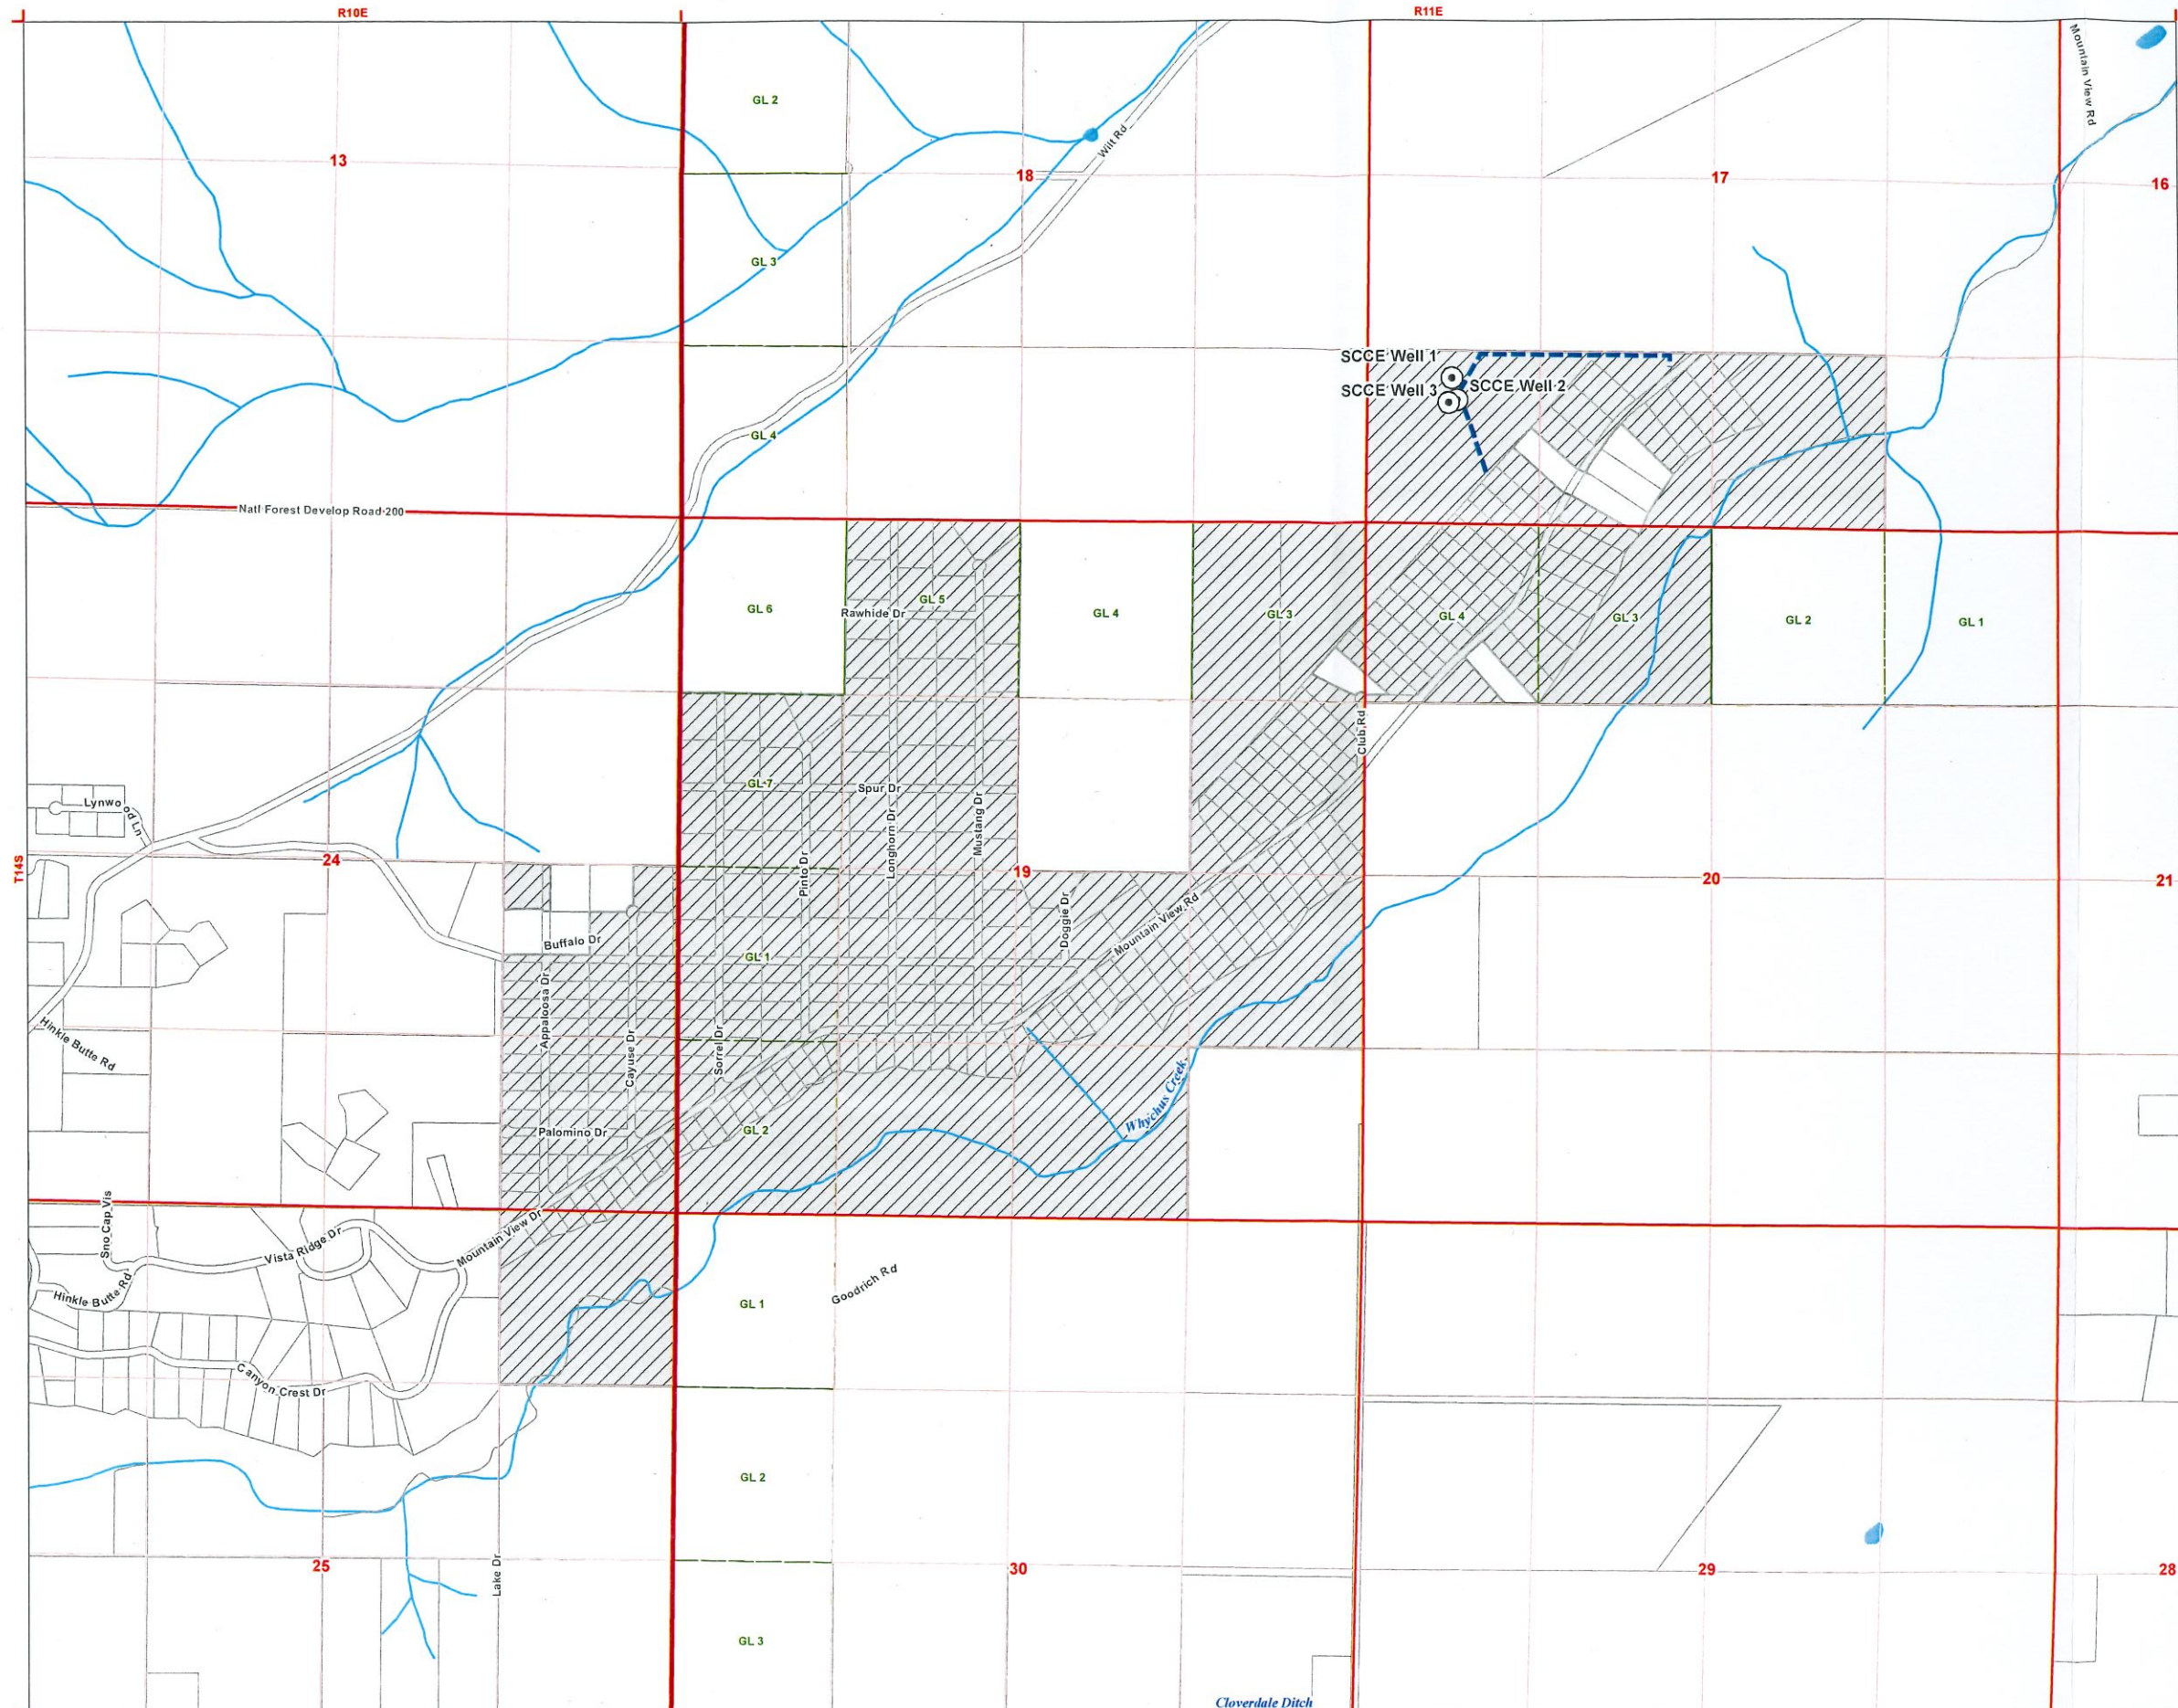 R10E
R11E
Mountain View Rd
GL 2
Wilt Rd
13
18
17
16
GL 3
SCCE Well 1
SCCE Well 2
SCCE Well 3
GL 4
Natl Forest Develop Road-200
GL 6
GL 5
Rawhide Dr
GL 4
GL 3
GL 4
GL 3
GL 2
GL 1
Club Rd
GL 7
Spur Dr
Lynwood Ln
Longhorn Dr
Mustang Dr
Pinto Dr
T14S
24
19
20
21
Doggie Dr
Mountain View Rd
Buffalo Dr
GL 1
Appaloosa Dr
Cayuse Dr
Sorrel Dr
Hinkle Butte Rd
Whychus Creek
Palomino Dr
GL 2
Sno Cap Vis
Vista Ridge Dr
Mountain View Dr
Hinkle Butte Rd
GL 1
Goodrich Rd
Canyon Crest Dr
GL 2
25
Lake Dr
30
29
28
GL 3
Cloverdale Ditch